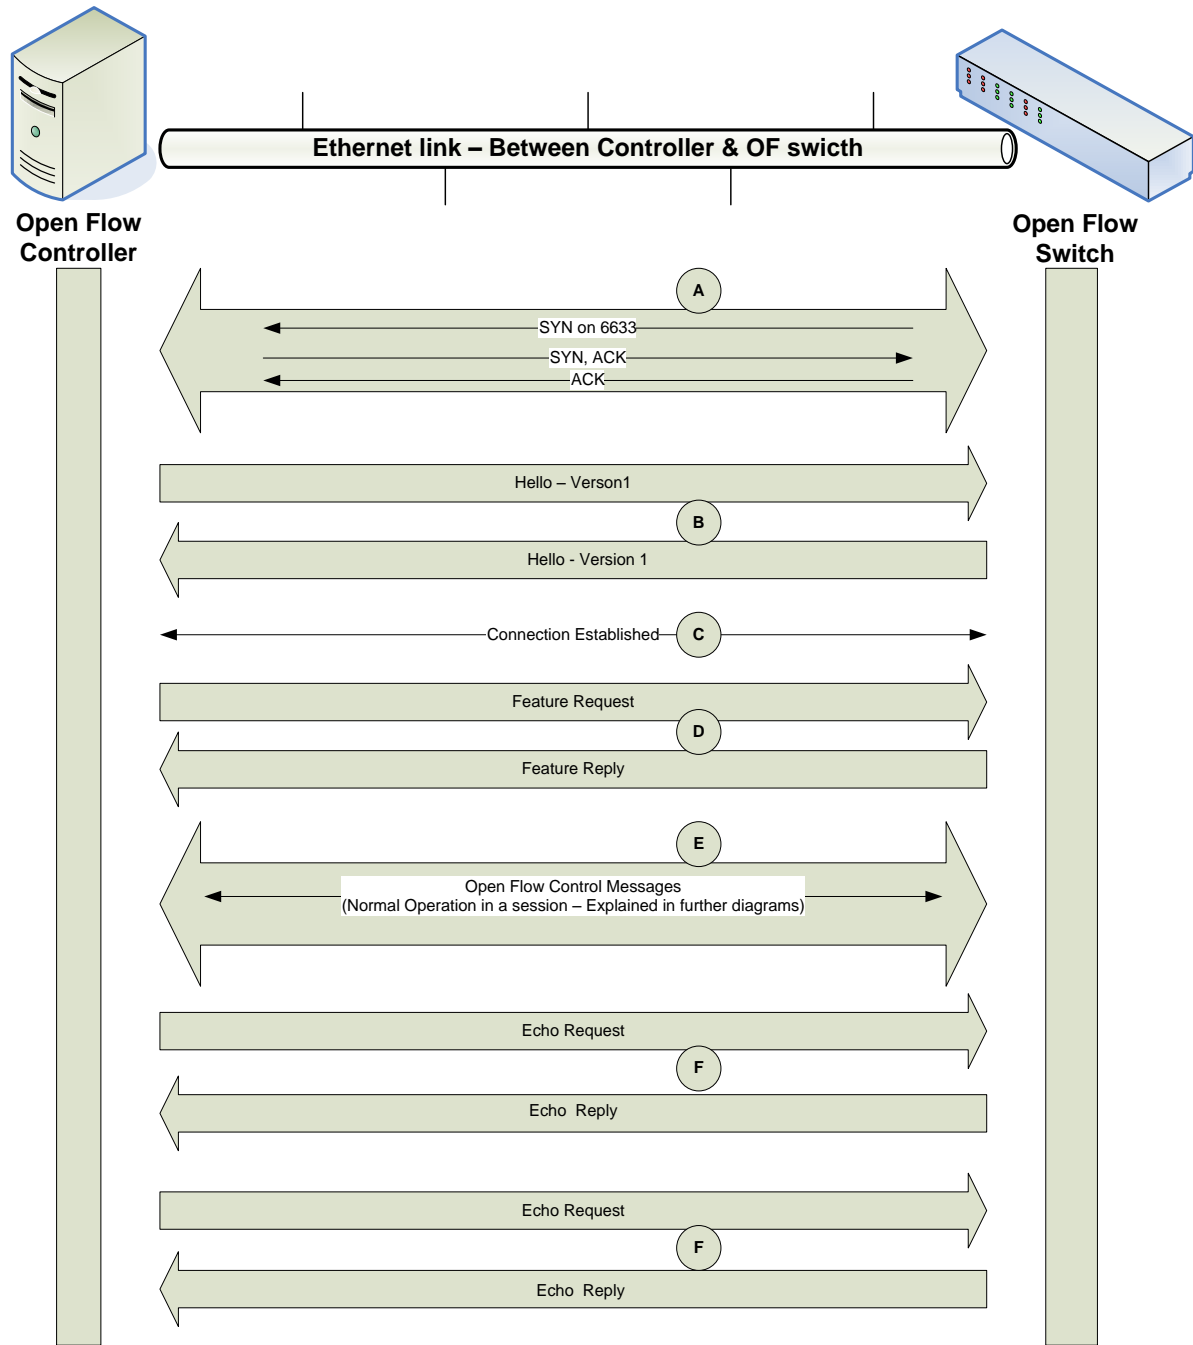 Ethernet link – Between Controller & OF swicth
Open Flow
Controller
Open Flow
Switch
A
SYN on 6633
SYN, ACK
ACK
Hello – Verson1
B
Hello - Version 1
Connection Established
C
Feature Request
D
Feature Reply
E
Open Flow Control Messages
(Normal Operation in a session – Explained in further diagrams)
Echo Request
F
Echo Reply
Echo Request
F
Echo Reply